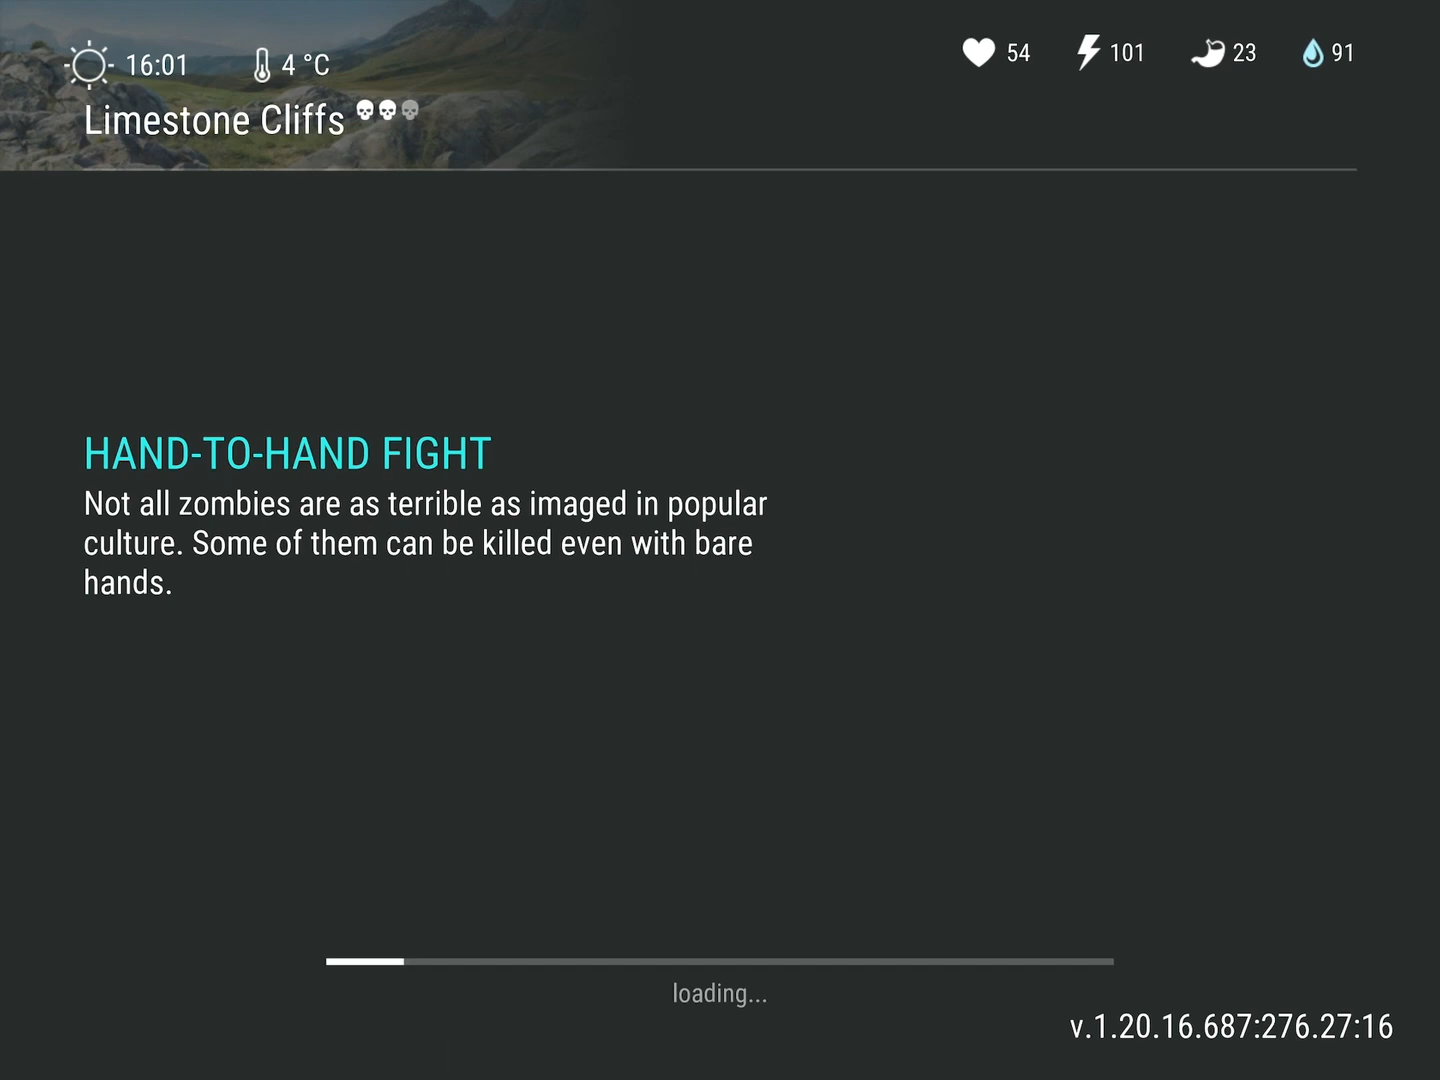 16:01 4 °C 54 101 23 91
Limestone Cliffs
HAND-TO-HAND FIGHT
Not all zombies are as terrible as imaged in popular
culture. Some of them can be killed even with bare
hands.
loading...
v.1.20.16.687:276.27:16